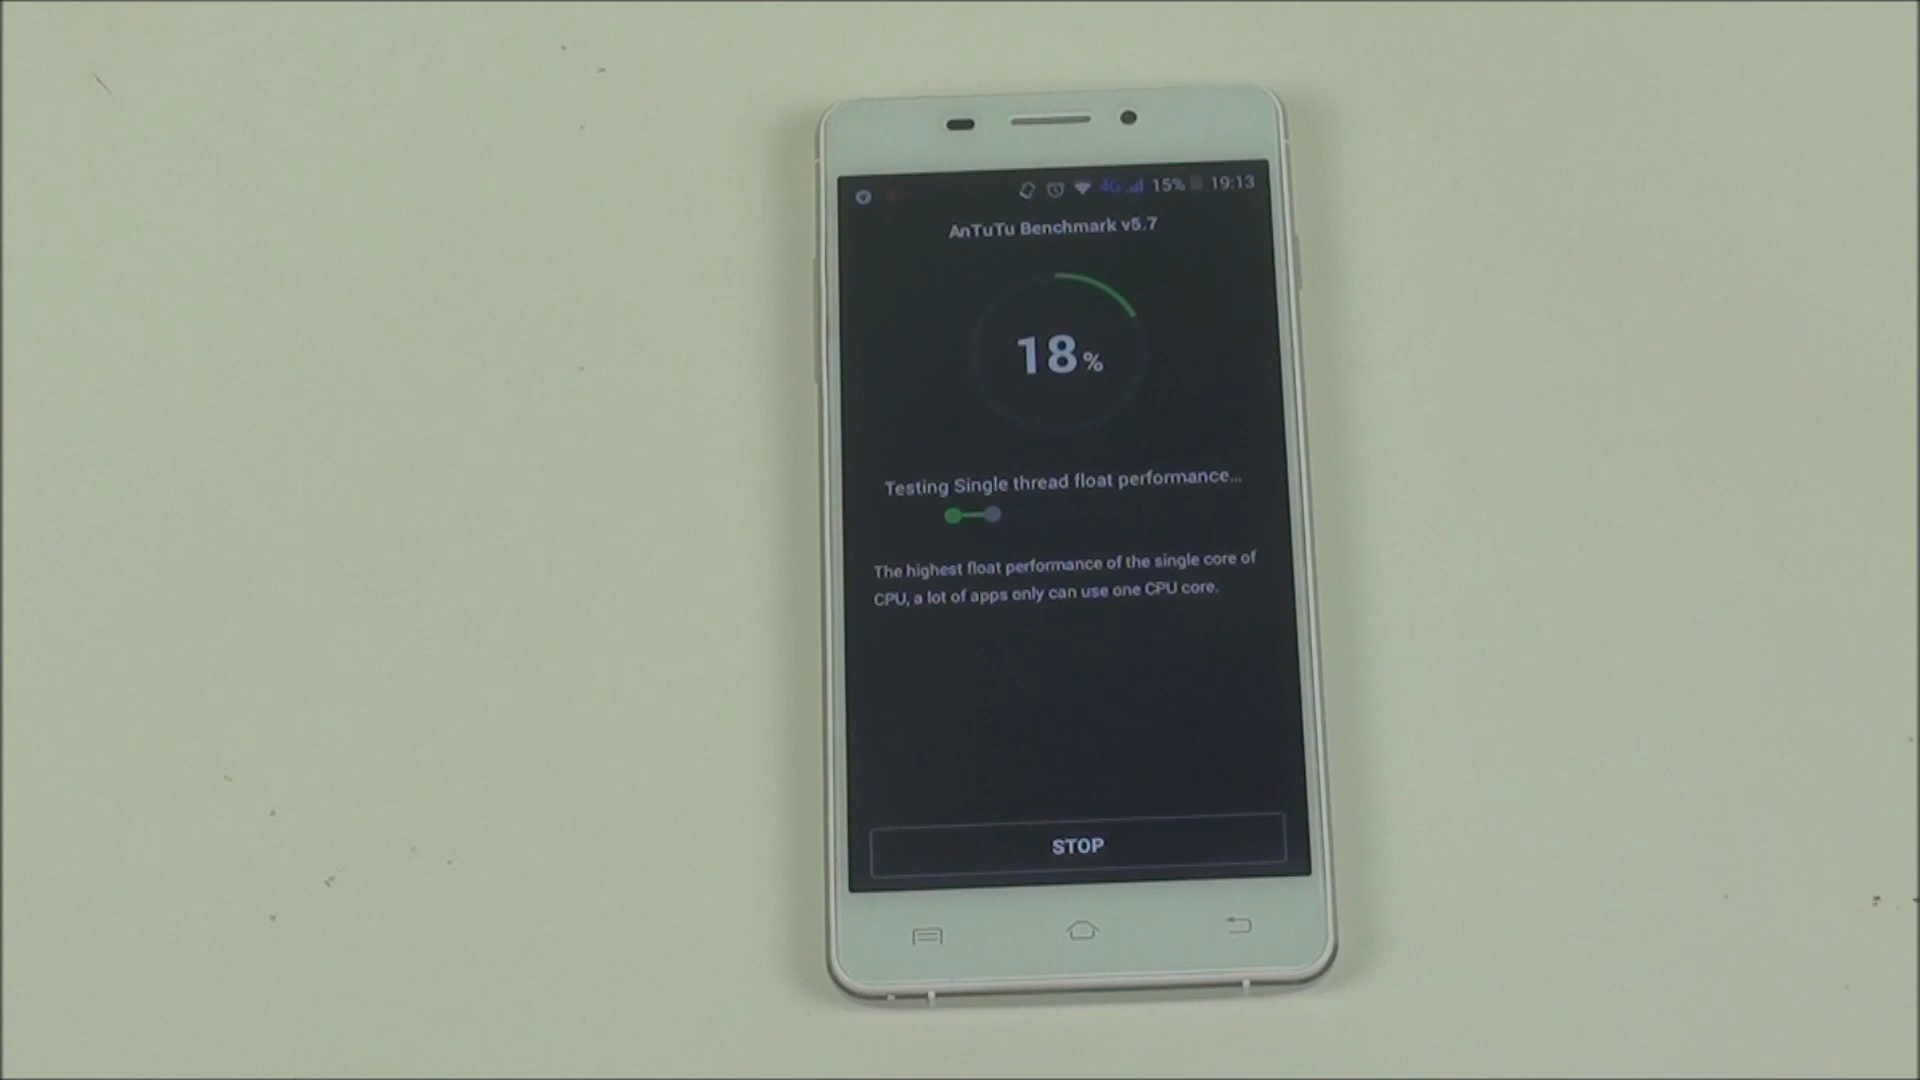 4G 15% 19:13
AnTuTu Benchmark v5.7
18%
Testing Single thread float performance...
The highest float performance of the single core of
CPU, a lot of apps only can use one CPU core.
STOP